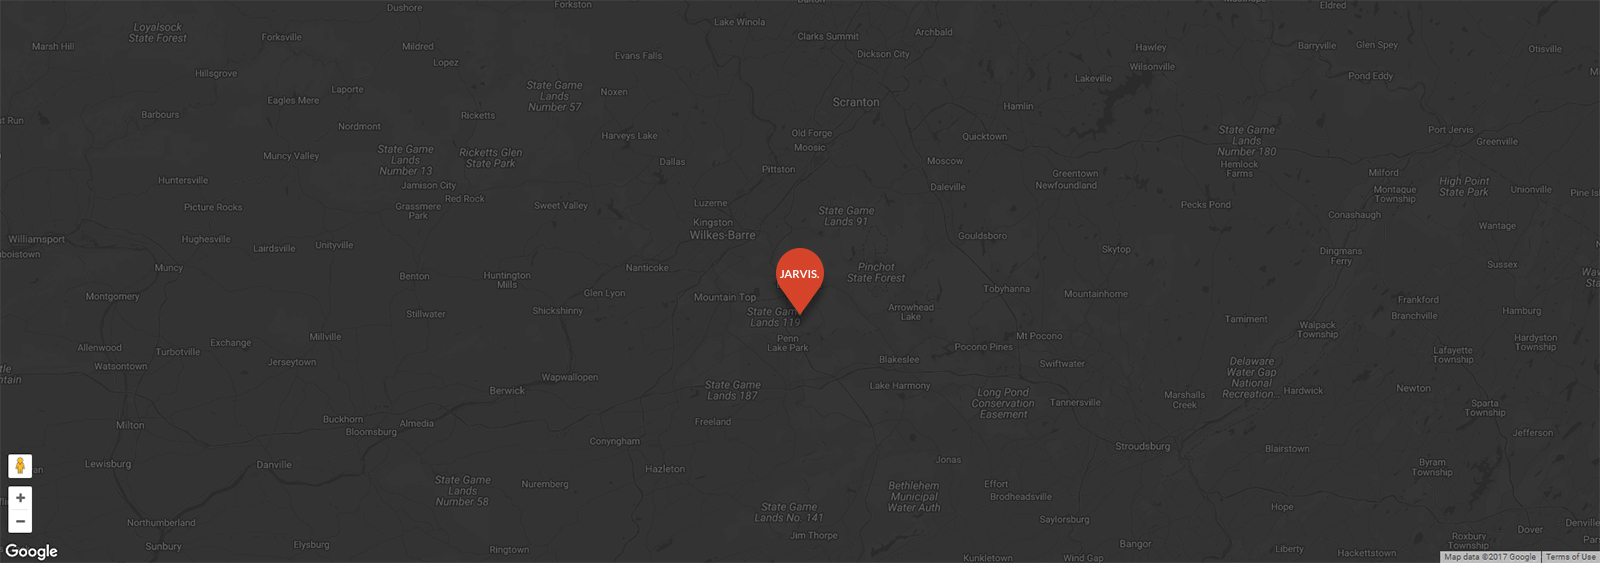 Dushore
Forkston
Lake Winola
Eldred
Loyalsock
State Forest
Forksville
Marsh Hill
Mildred
Clarks Summit
Archbald
Hawley
Barryville
Glen Spey
Otisville
Evans Falls
Dickson City
Lopez
Wilsonville
Hillsgrove
Lakeville
Pond Eddy
Laporte
State Game
Lands
Number 57
Noxen
Eagles Mere
Scranton
Hamlin
Barbours
Ricketts
Nordmont
Harveys Lake
Old Forge
Moosic
Quicktown
State Game
Lands
Number 180
Port Jervis
Greenville
Muncy Valley
State Game
Lands
Number 13
Ricketts Glen
State Park
Dallas
Pittston
Moscow
Hemlock
Farms
Greentown
Newfoundland
Milford
Huntersville
Jamison City
Daleville
Montague
Township
High Point
State Park
Unionville
Red Rock
Grassmere
Park
Sweet Valley
Luzerne
Picture Rocks
State Game
Lands 91
Pecks Pond
Conashaugh
Kingston
Wilkes-Barre
Wantage
Williamsport
Hughesville
Lairdsville
Unityville
Gouldsboro
Skytop
Dingmans
Ferry
Sussex
Muncy
Benton
Huntington
Mills
Nanticoke
JARVIS.
Pinchot
State Forest
Tobyhanna
Mountainhome
Montgomery
Glen Lyon
Mountain Top
Arrowhead
Lake
Frankford
Branchville
Hamburg
Stillwater
Shickshinny
State Game
Lands 119
Tamiment
Walpack
Township
Exchange
Millville
Penn
Lake Park
Mt Pocono
Pocono Pines
Hardyston
Township
Allenwood
Turbotville
Jerseytown
Blakeslee
Swiftwater
Lafayette
Township
Watsontown
Wapwallopen
Delaware
Water Gap
National
Recreation...
Berwick
State Game
Lands 187
Lake Harmony
Long Pond
Conservation
Easement
Tannersville
Marshalls
Creek
Hardwick
Newton
Sparta
Township
Milton
Buckhorn
Almedia
Bloomsburg
Freeland
Jefferson
Conyngham
Stroudsburg
Blairstown
Lewisburg
Danville
Hazleton
Jonas
Byram
Township
State Game
Lands
Number 58
Nuremberg
Bethlehem
Municipal
Water Auth
Effort
Brodheadsville
Northumberland
State Game
Lands No. 141
Saylorsburg
Hope
Sunbury
Elysburg
Ringtown
Jim Thorpe
Kunkletown
Wind Gap
Bangor
Liberty
Hackettstown
Roxbury
Township
Dover
Google
Map data ©2017 Google
Terms of Use